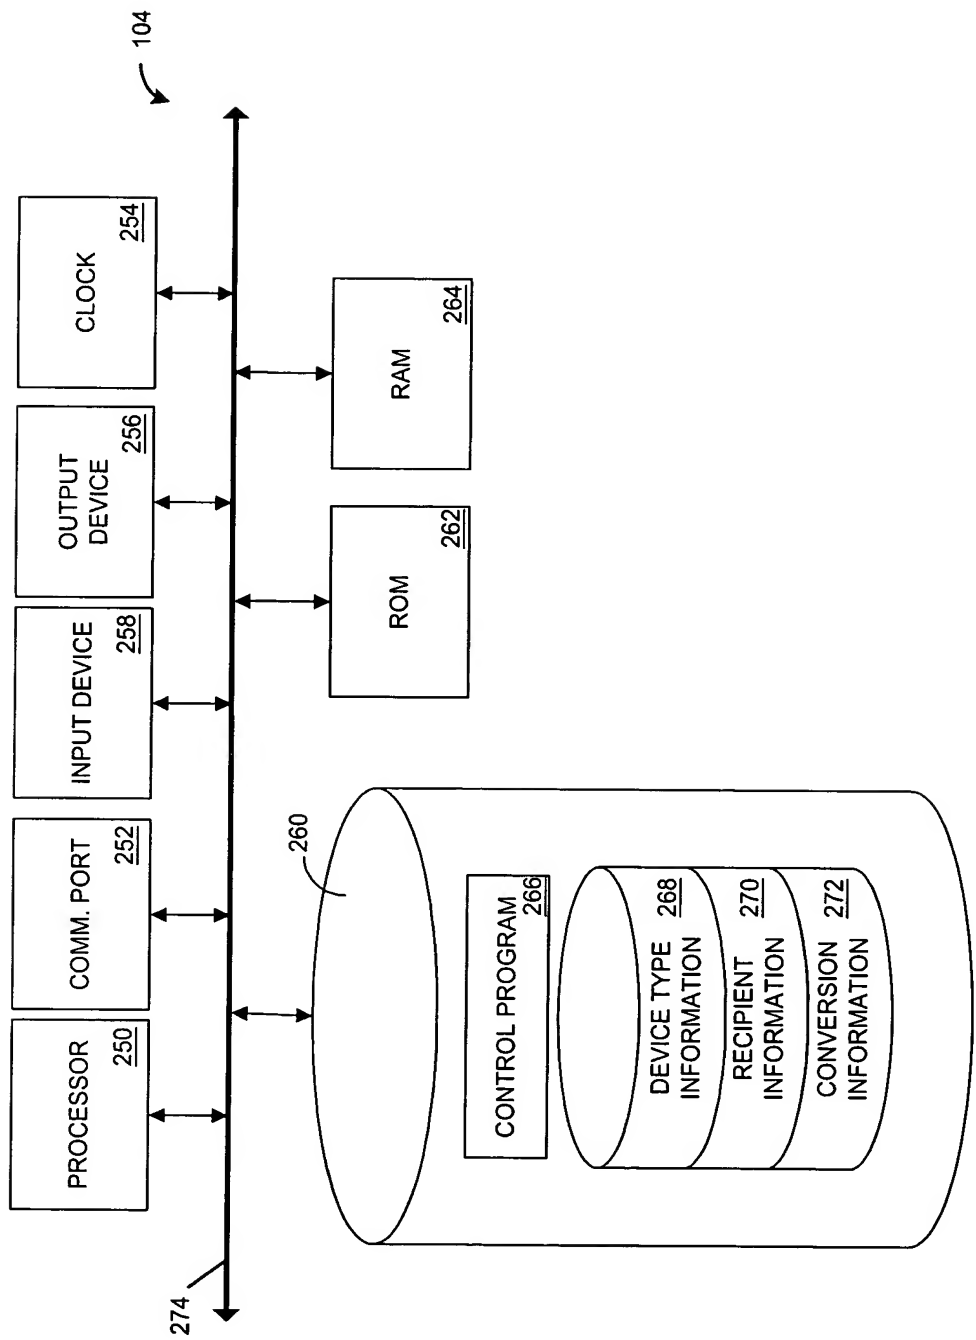 104
PROCESSOR
250
COMM. PORT
252
INPUT DEVICE
258
OUTPUT
DEVICE
256
CLOCK
254
274
260
CONTROL PROGRAM
266
DEVICE TYPE
INFORMATION
268
RECIPIENT
INFORMATION
270
CONVERSION
INFORMATION
272
ROM
262
RAM
264